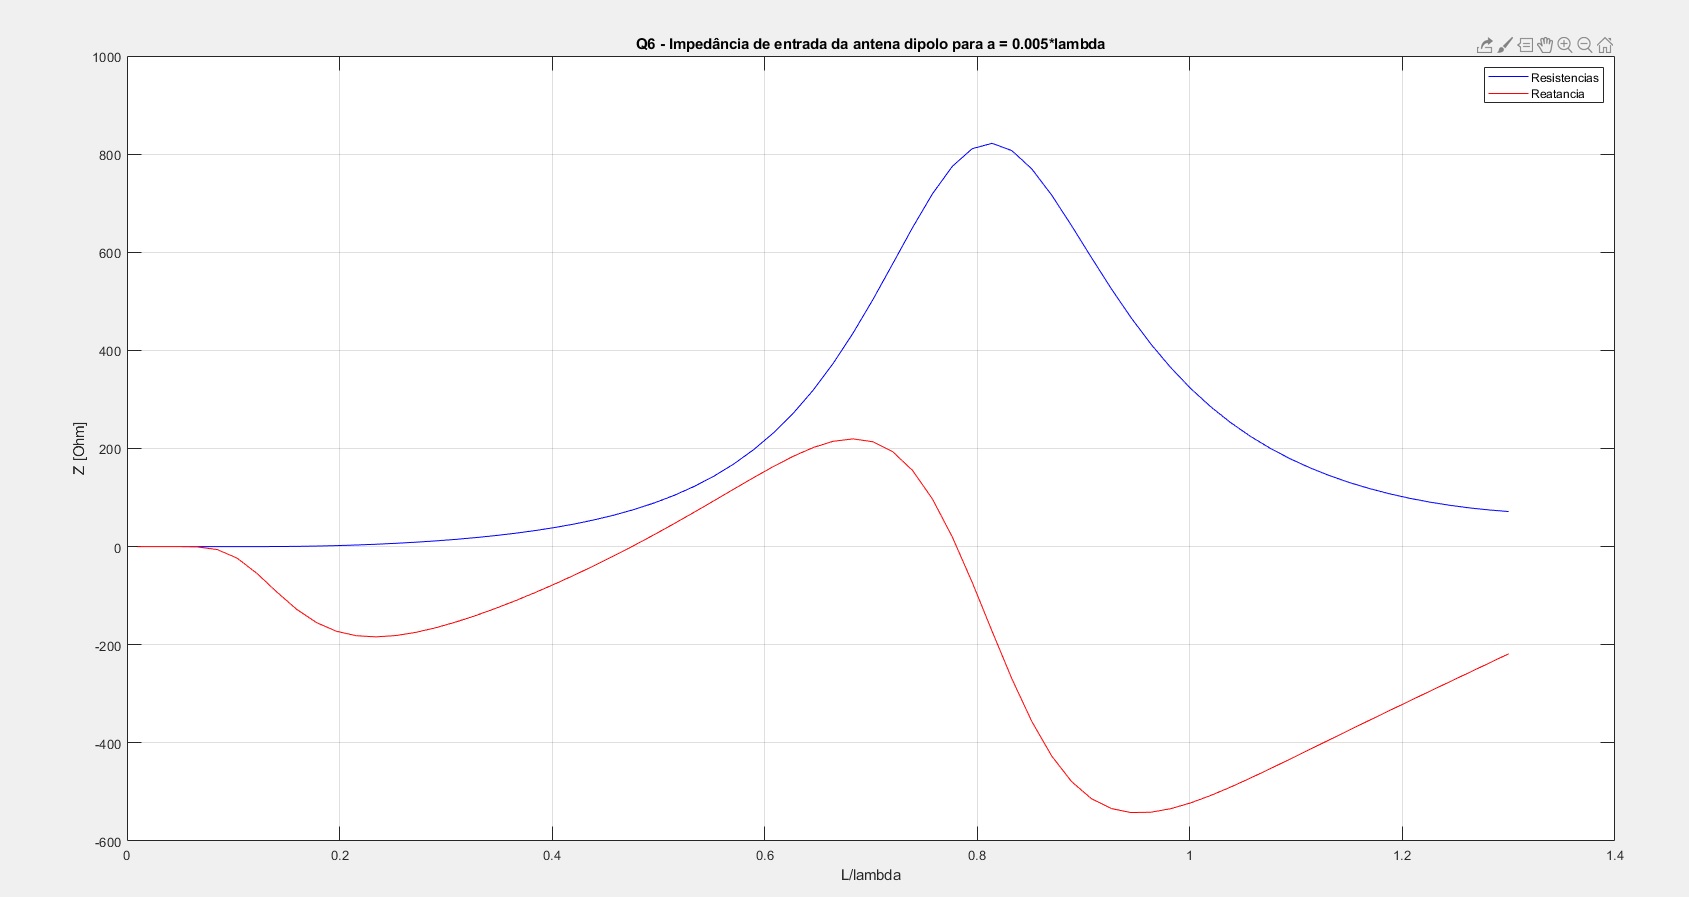 Q6 - Impedância de entrada da antena dipolo para a = 0.005*lambda
Resistencias
Reatancia
1000
800
600
400
200
0
-200
-400
-600
Z [Ohm]
0 0.2 0.4 0.6 0.8 1 1.2 1.4
L/lambda